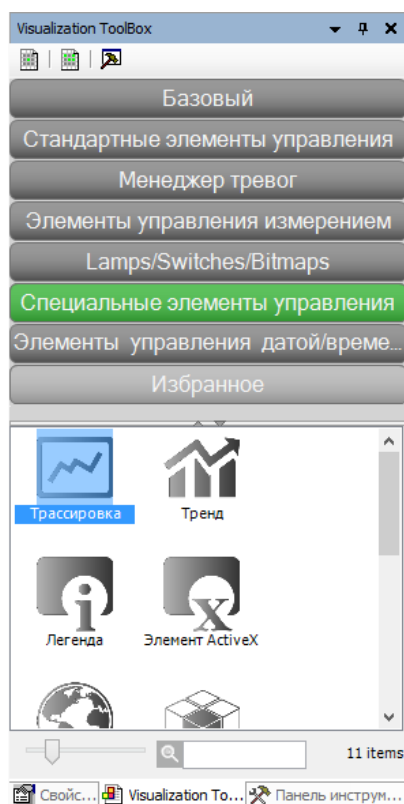 Visualization ToolBox
Базовый
Стандартные элементы управления
Менеджер тревог
Элементы управления измерением
Lamps/Switches/Bitmaps
Специальные элементы управления
Элементы управления датой/време...
Избранное
Трассировка Тренд
Легенда Элемент ActiveX
11 items
Свойс... Visualization To... Панель инструм...